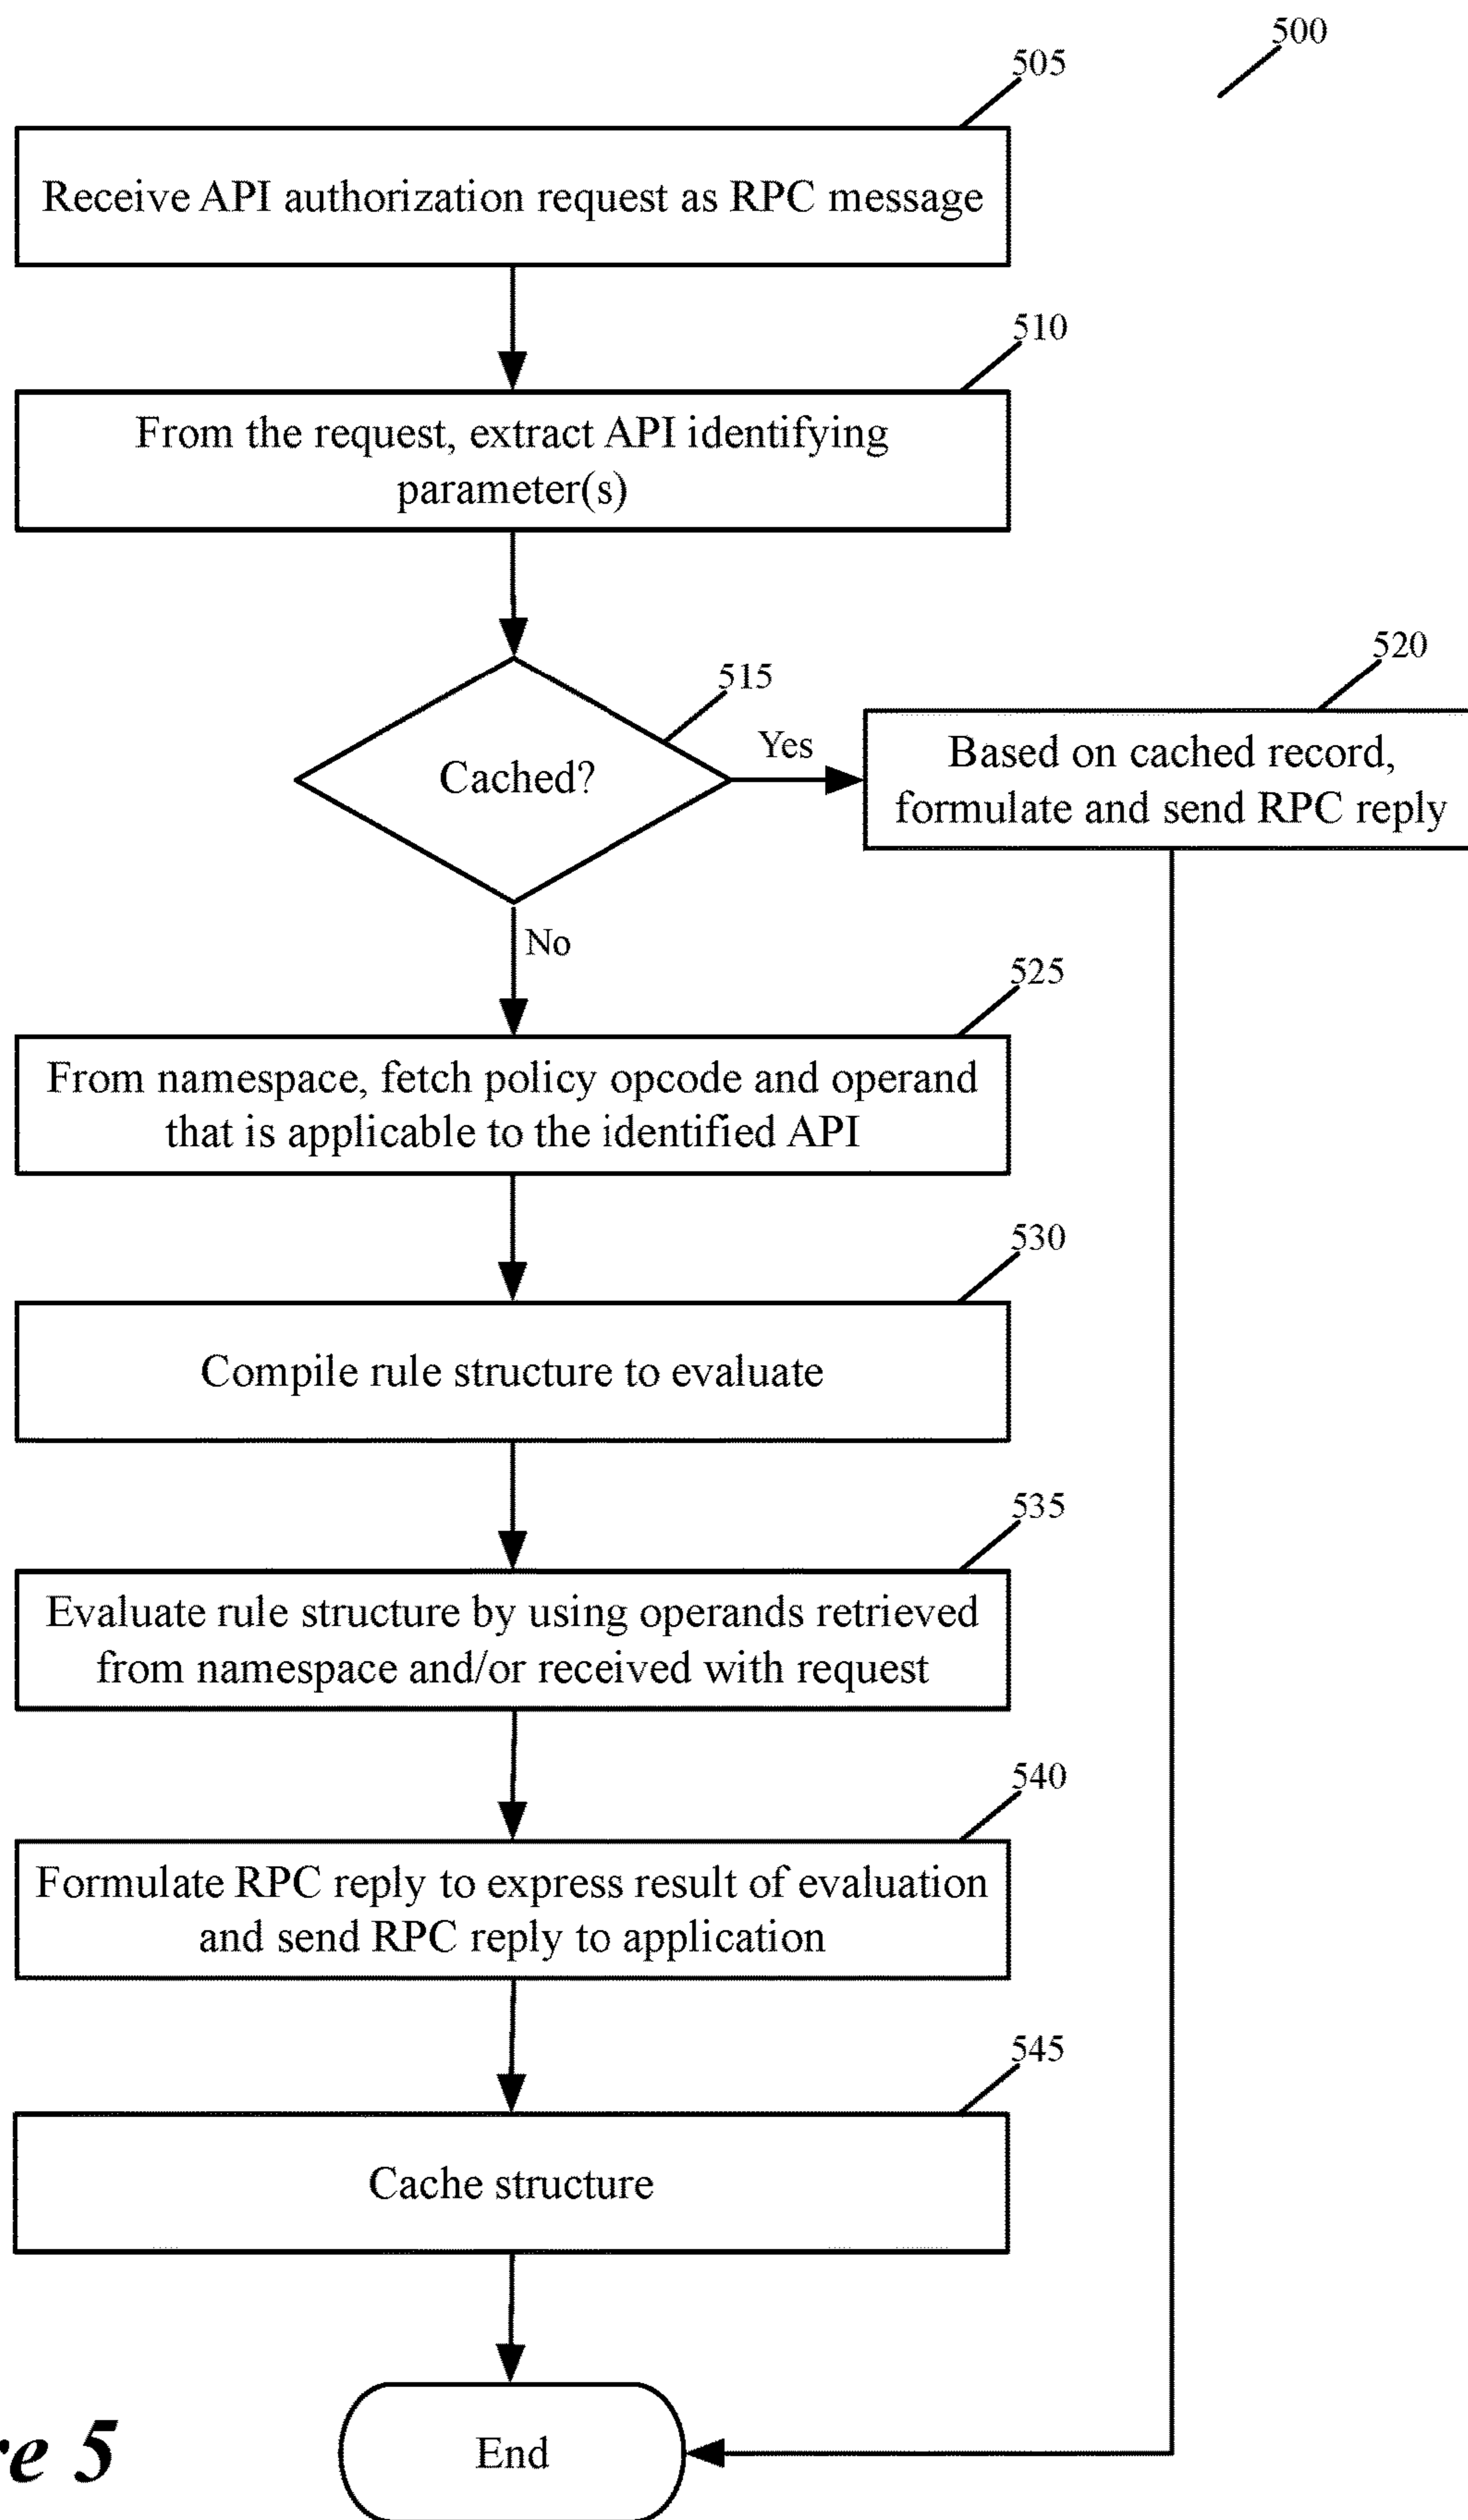 500
505
Receive API authorization request as RPC message
510
From the request, extract API identifying
parameter(s)
515
Cached?
Yes
520
Based on cached record,
formulate and send RPC reply
No
525
From namespace, fetch policy opcode and operand
that is applicable to the identified API
530
Compile rule structure to evaluate
535
Evaluate rule structure by using operands retrieved
from namespace and/or received with request
540
Formulate RPC reply to express result of evaluation
and send RPC reply to application
545
Cache structure
End
5